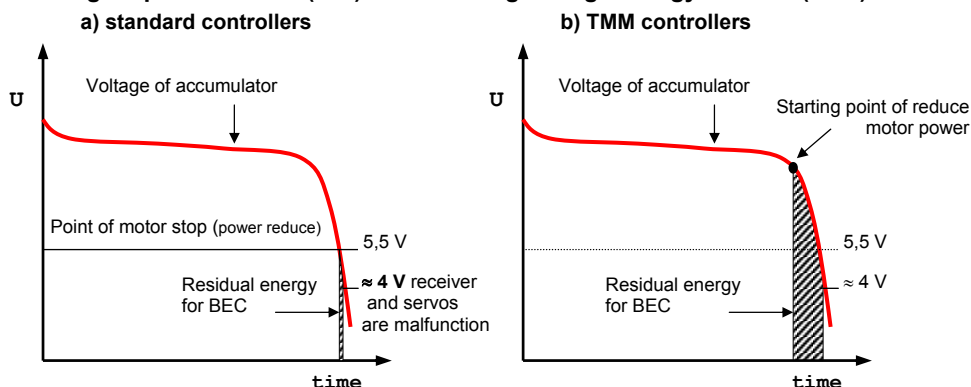 a) standard controllers
b) TMM controllers
U
Voltage of accumulator
Point of motor stop (power reduce)
5,5 V
Residual energy
for BEC
≈ 4 V receiver
and servos
are malfunction
time
U
Voltage of accumulator
Starting point of reduce
motor power
5,5 V
Residual energy
for BEC
≈ 4 V
time